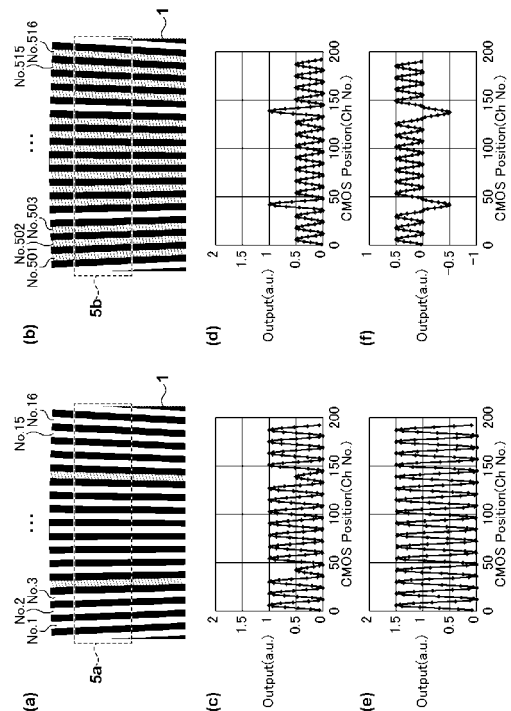 (a)
No.1
No.2
No.3
...
No.15
No.16
5a
1
(b)
No.501
No.502
No.503
...
No.515
No.516
5b
1
(c)
Output(a.u.)
2
1.5
1
0.5
0
0
50
100
150
200
CMOS Position(Ch No.)
(d)
Output(a.u.)
2
1.5
1
0.5
0
0
50
100
150
200
CMOS Position(Ch No.)
(e)
Output(a.u.)
2
1.5
1
0.5
0
0
50
100
150
200
CMOS Position(Ch No.)
(f)
Output(a.u.)
2
1.5
1
0.5
0
-0.5
-1
0
50
100
150
200
CMOS Position(Ch No.)